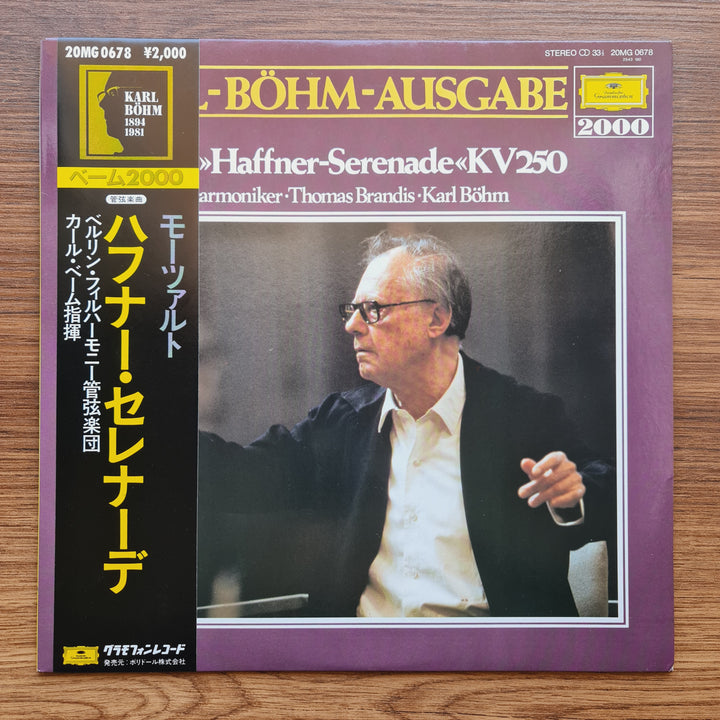 20MG 0678 ¥2,000
KARL
BÖHM
1894
1981
ベーム2000
管弦楽曲
モーツァルト
ハフナー・セレナーデ
ベルリン・フィルハーモニー管弦楽団
カール・ベーム指揮
グラモフォンレコード
発売元：ポリドール株式会社
STEREO CD 33⅓ 20MG 0678
L-BÖHM-AUSGABE
2000
»Haffner-Serenade«KV250
armoniker·Thomas Brandis·Karl Böhm